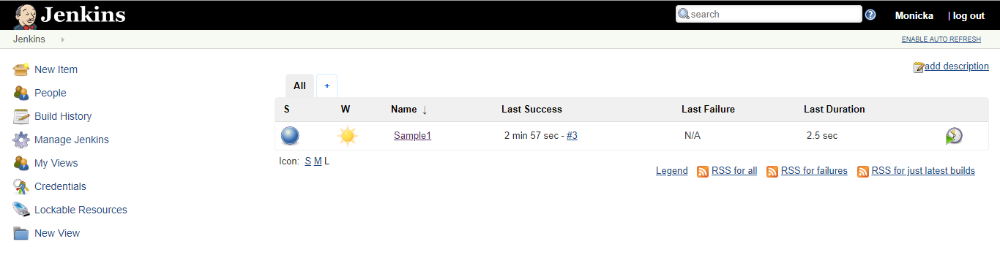 Jenkins search ? Monicka | log out
Jenkins ENABLE AUTO REFRESH
New Item
People
Build History
Manage Jenkins
My Views
Credentials
Lockable Resources
New View
add description
All +
S W Name ↓ Last Success Last Failure Last Duration
Sample1 2 min 57 sec - #3 N/A 2.5 sec
Icon: S M L
Legend RSS for all RSS for failures RSS for just latest builds